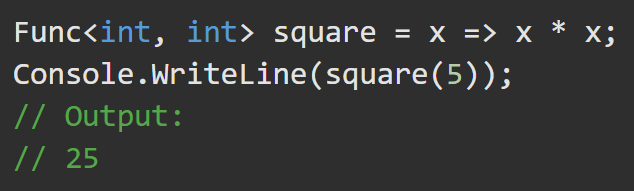 Func<int, int> square = x => x * x;
Console.WriteLine(square(5));
// Output:
// 25